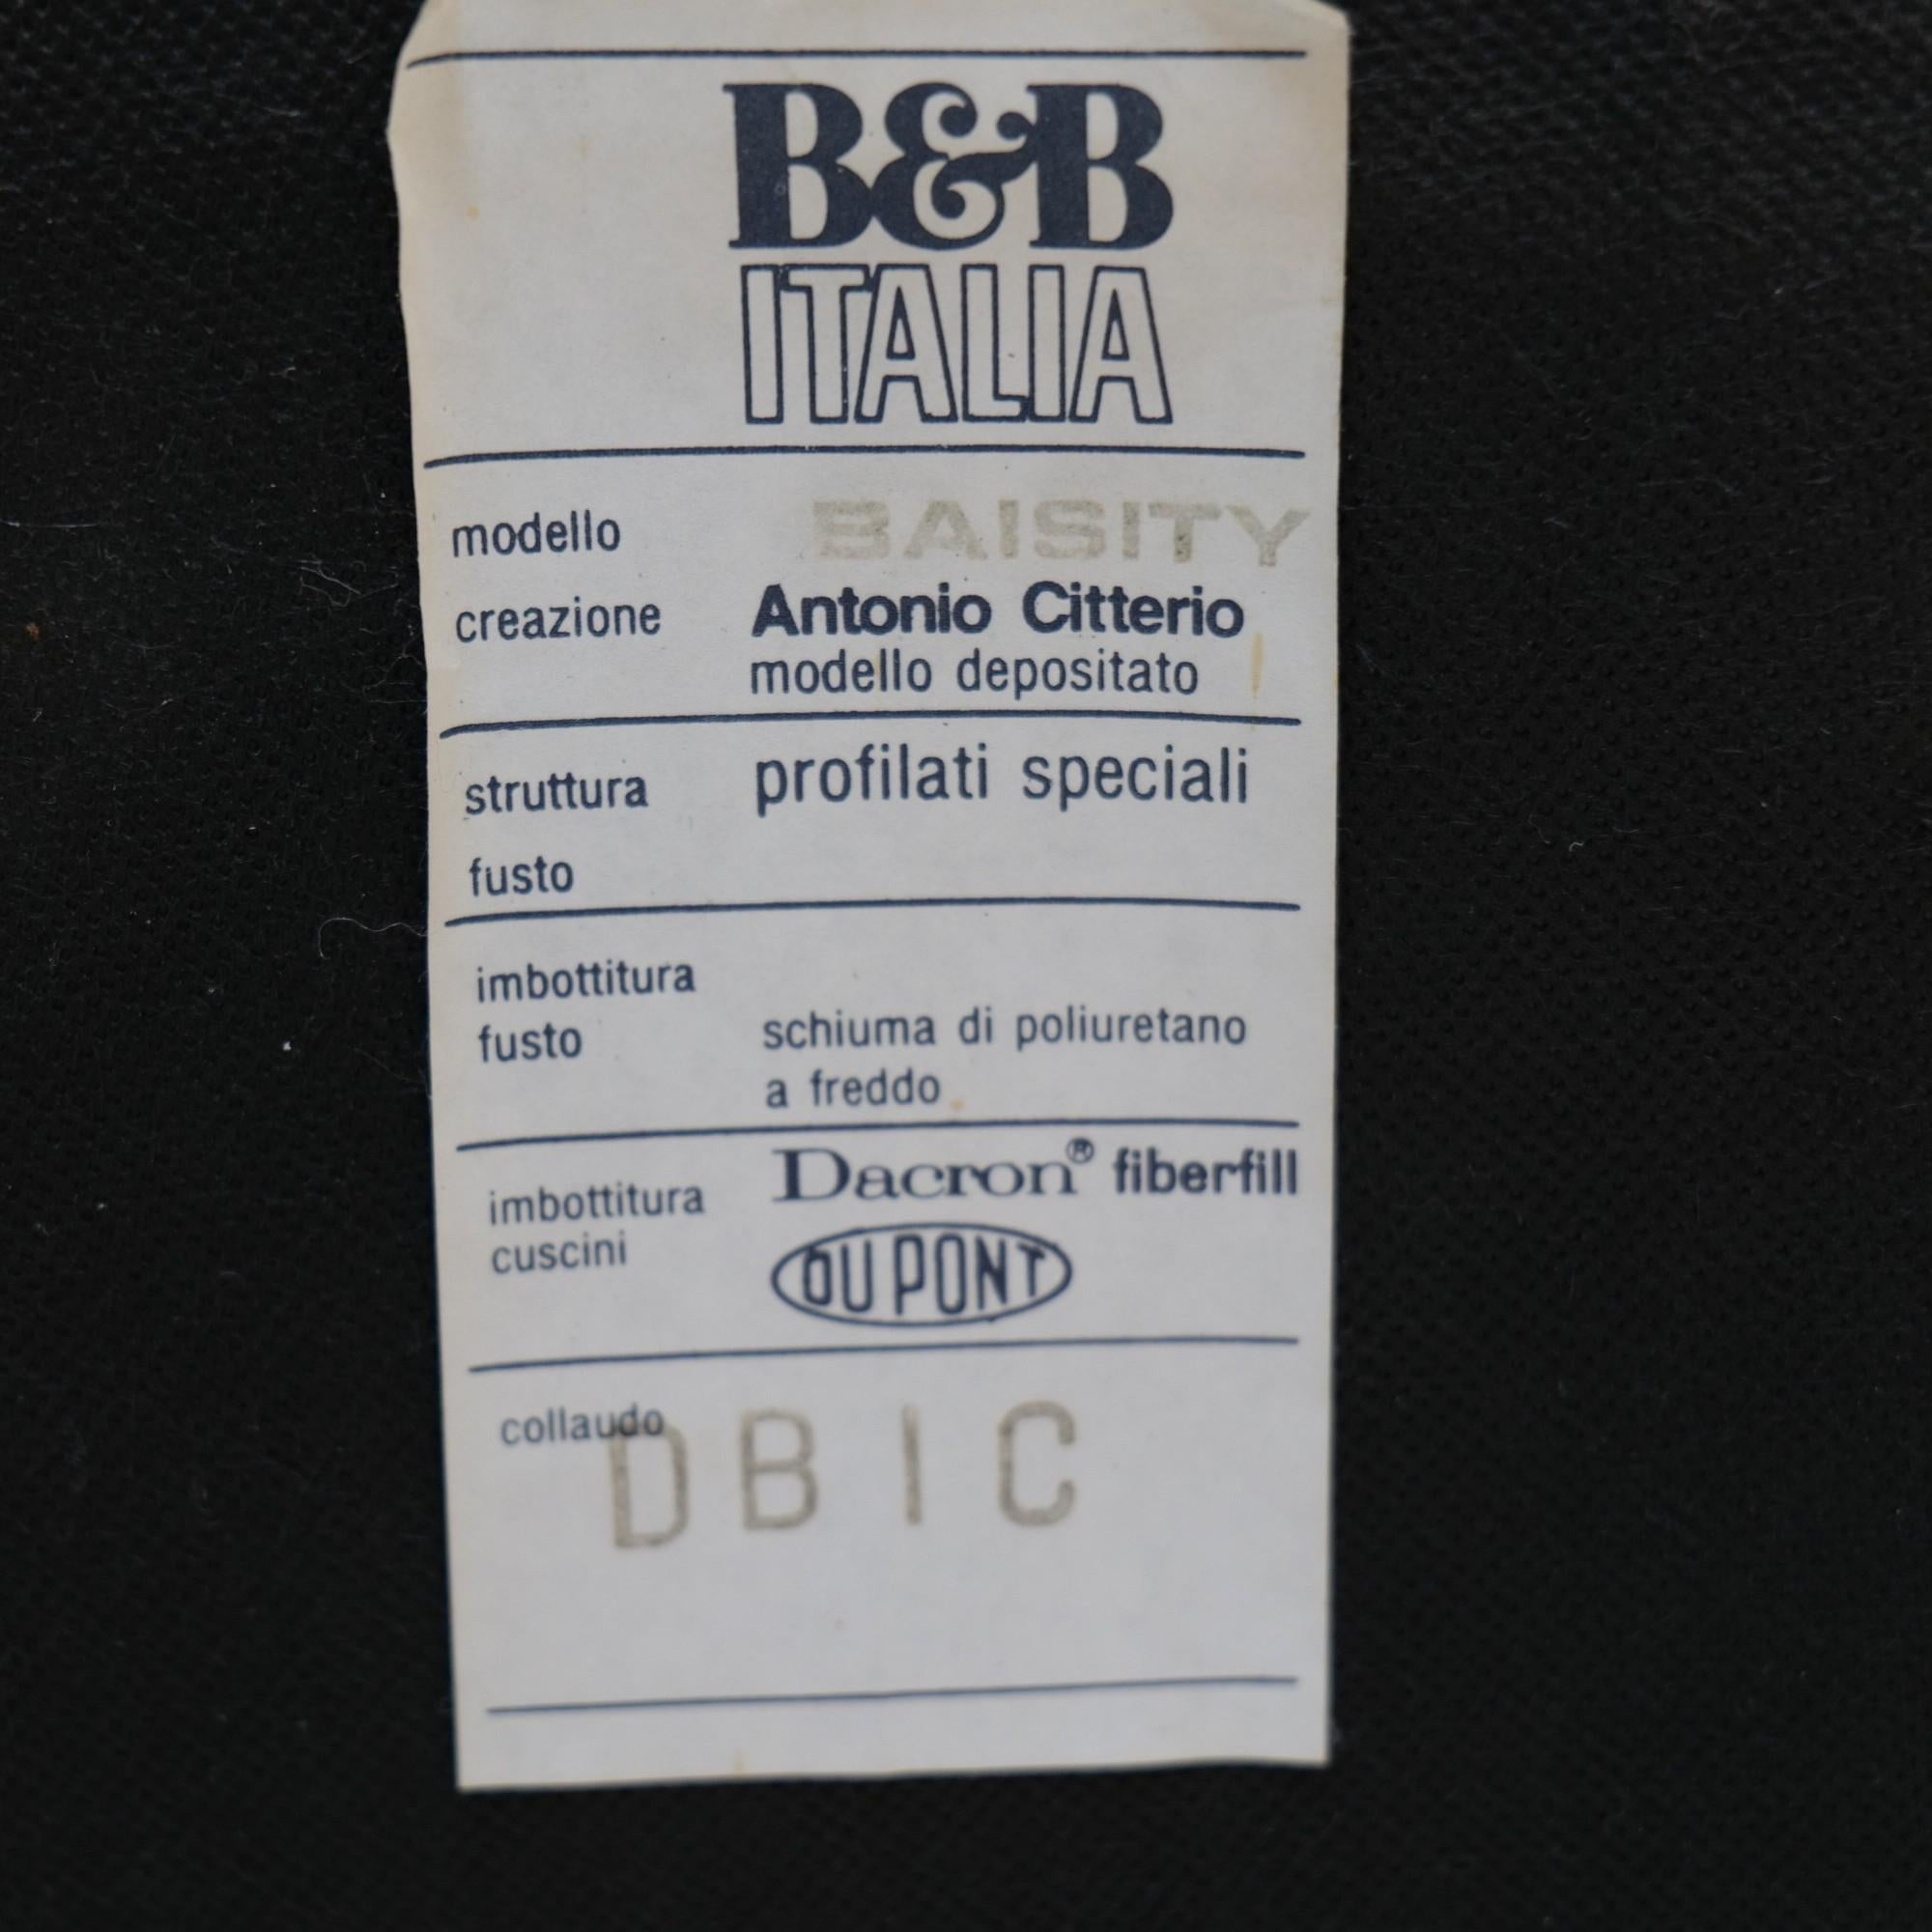 B&B
ITALIA
modello BAISITY
creazione Antonio Citterio
modello depositato
struttura profilati speciali
fusto
imbottitura
fusto schiuma di poliuretano
a freddo
imbottitura Dacron® fiberfill
cuscini DU PONT
collaudo
DBIC